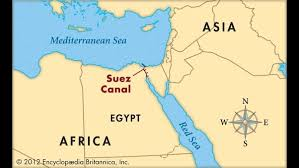 ASIA
Mediterranean Sea
Suez
Canal
EGYPT
Red Sea
AFRICA
N
W
E
S
© 2012 Encyclopædia Britannica, Inc.